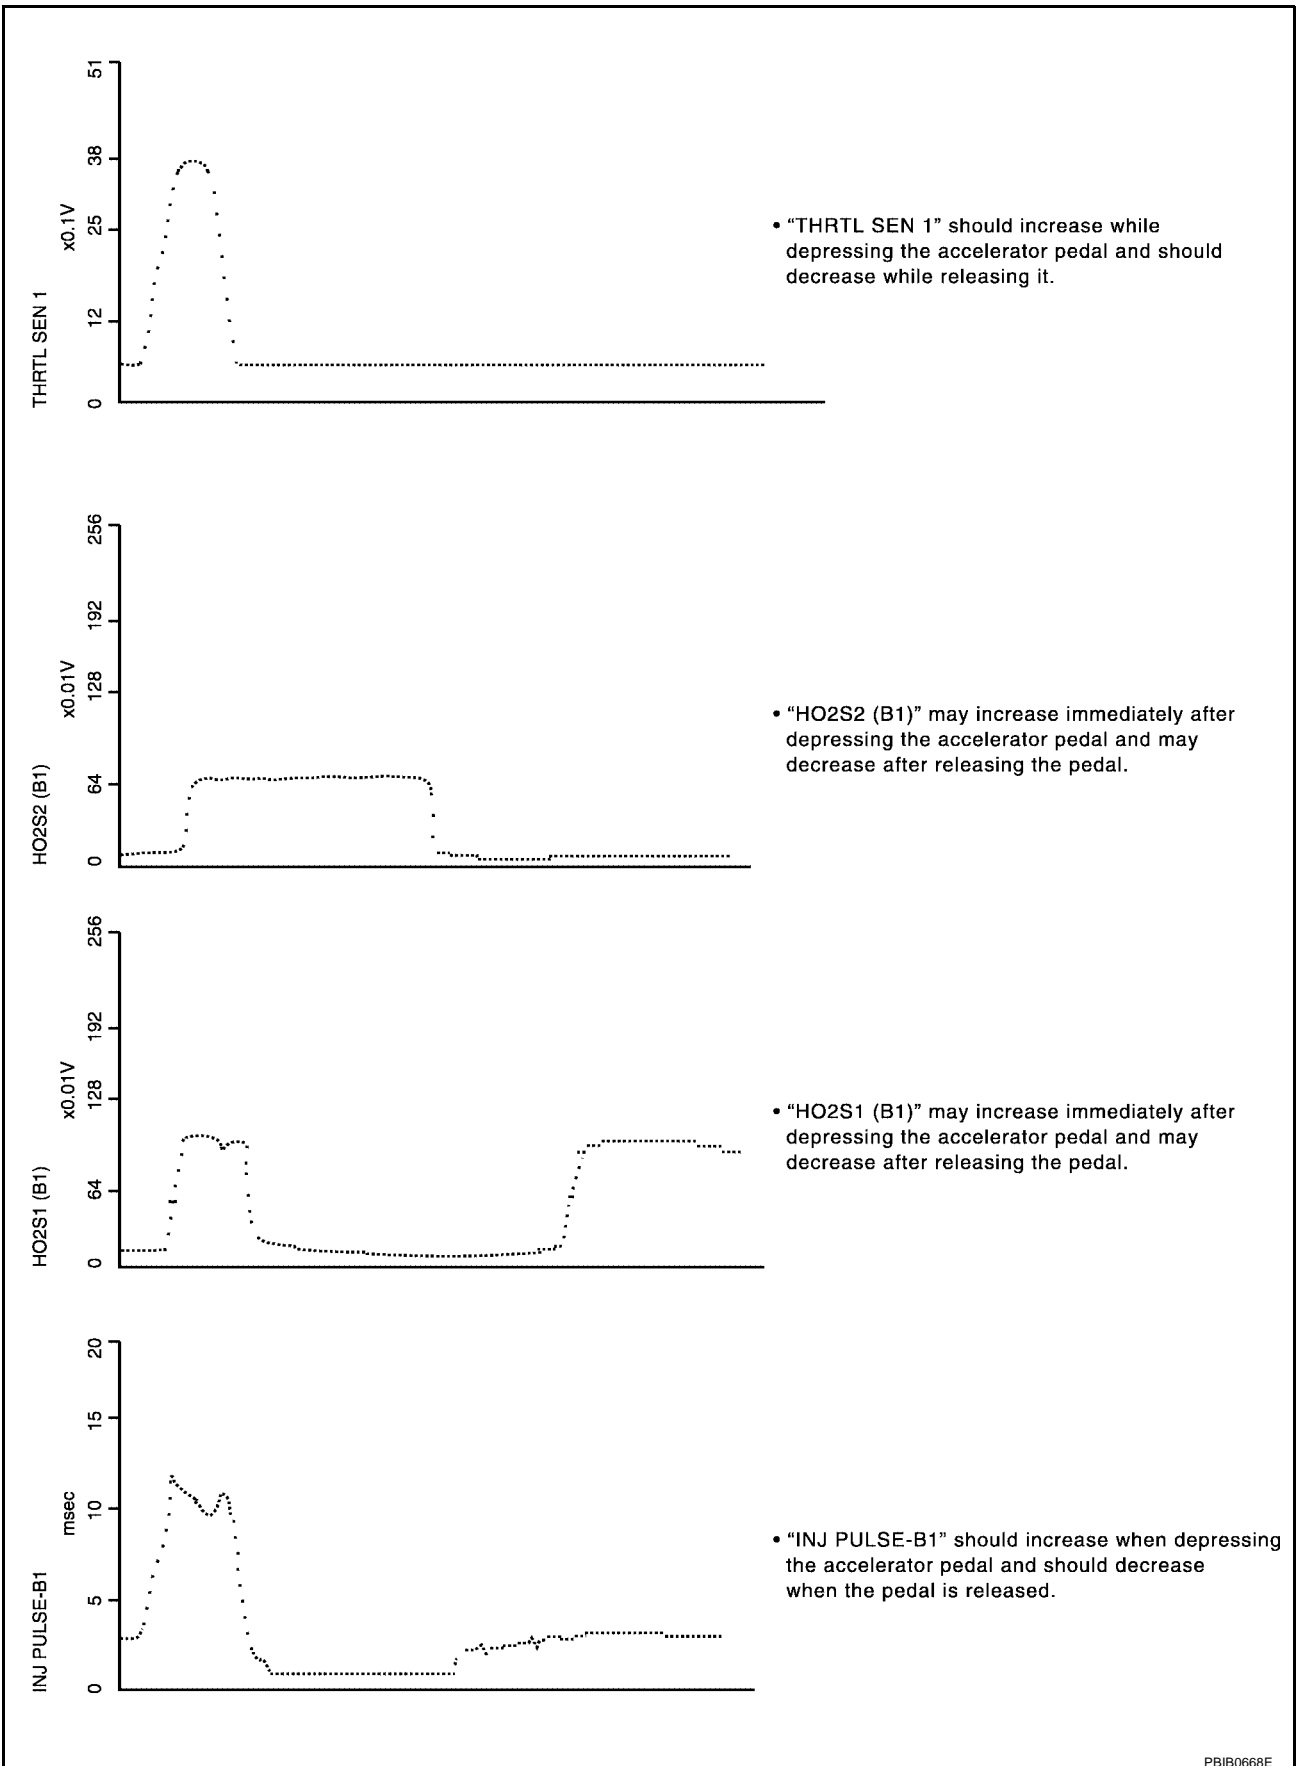 51
38
25
12
0
x0.1V
THRTL SEN 1
• “THRTL SEN 1” should increase while
depressing the accelerator pedal and should
decrease while releasing it.
256
192
128
64
0
x0.01V
HO2S2 (B1)
• “HO2S2 (B1)” may increase immediately after
depressing the accelerator pedal and may
decrease after releasing the pedal.
256
192
128
64
0
x0.01V
HO2S1 (B1)
• “HO2S1 (B1)” may increase immediately after
depressing the accelerator pedal and may
decrease after releasing the pedal.
20
15
10
5
0
msec
INJ PULSE-B1
• “INJ PULSE-B1” should increase when depressing
the accelerator pedal and should decrease
when the pedal is released.
PBIB0668E